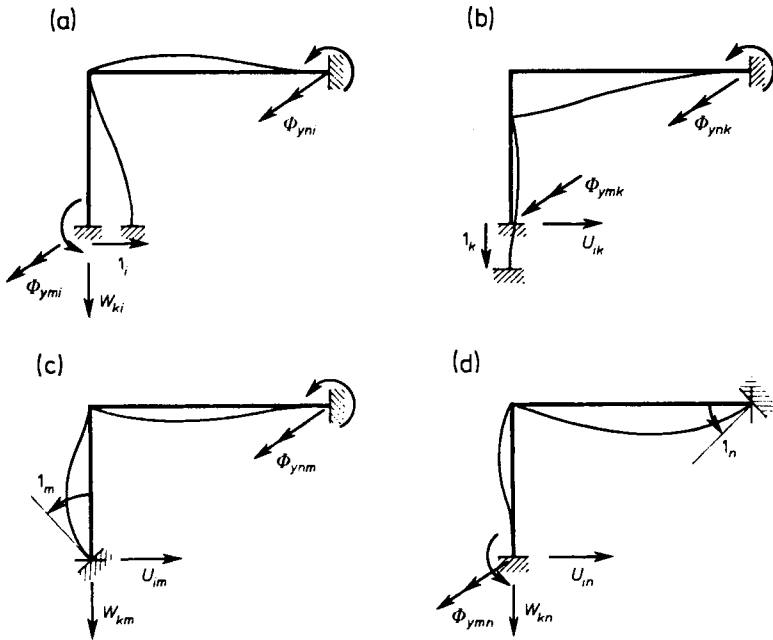 (a)
Φyni
1i
Φymi
Wki
(b)
Φynk
Φymk
1k
Uik
(c)
Φynm
1m
Uim
Wkm
(d)
1n
Uin
Φymn
Wkn